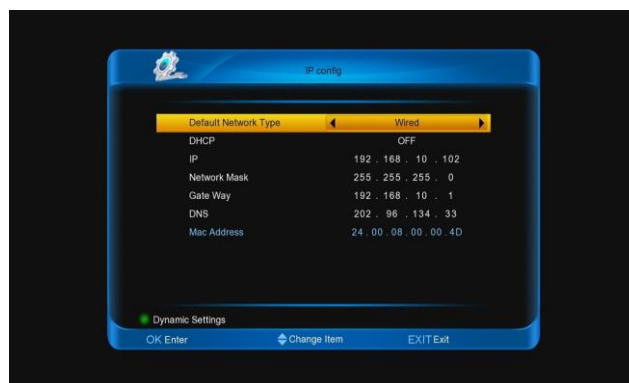 IP config
Default Network Type Wired
DHCP OFF
IP 192 . 168 . 10 . 102
Network Mask 255 . 255 . 255 . 0
Gate Way 192 . 168 . 10 . 1
DNS 202 . 96 . 134 . 33
Mac Address 24 . 00 . 08 . 00 . 00 . 4D
Dynamic Settings
OK Enter Change Item EXIT Exit